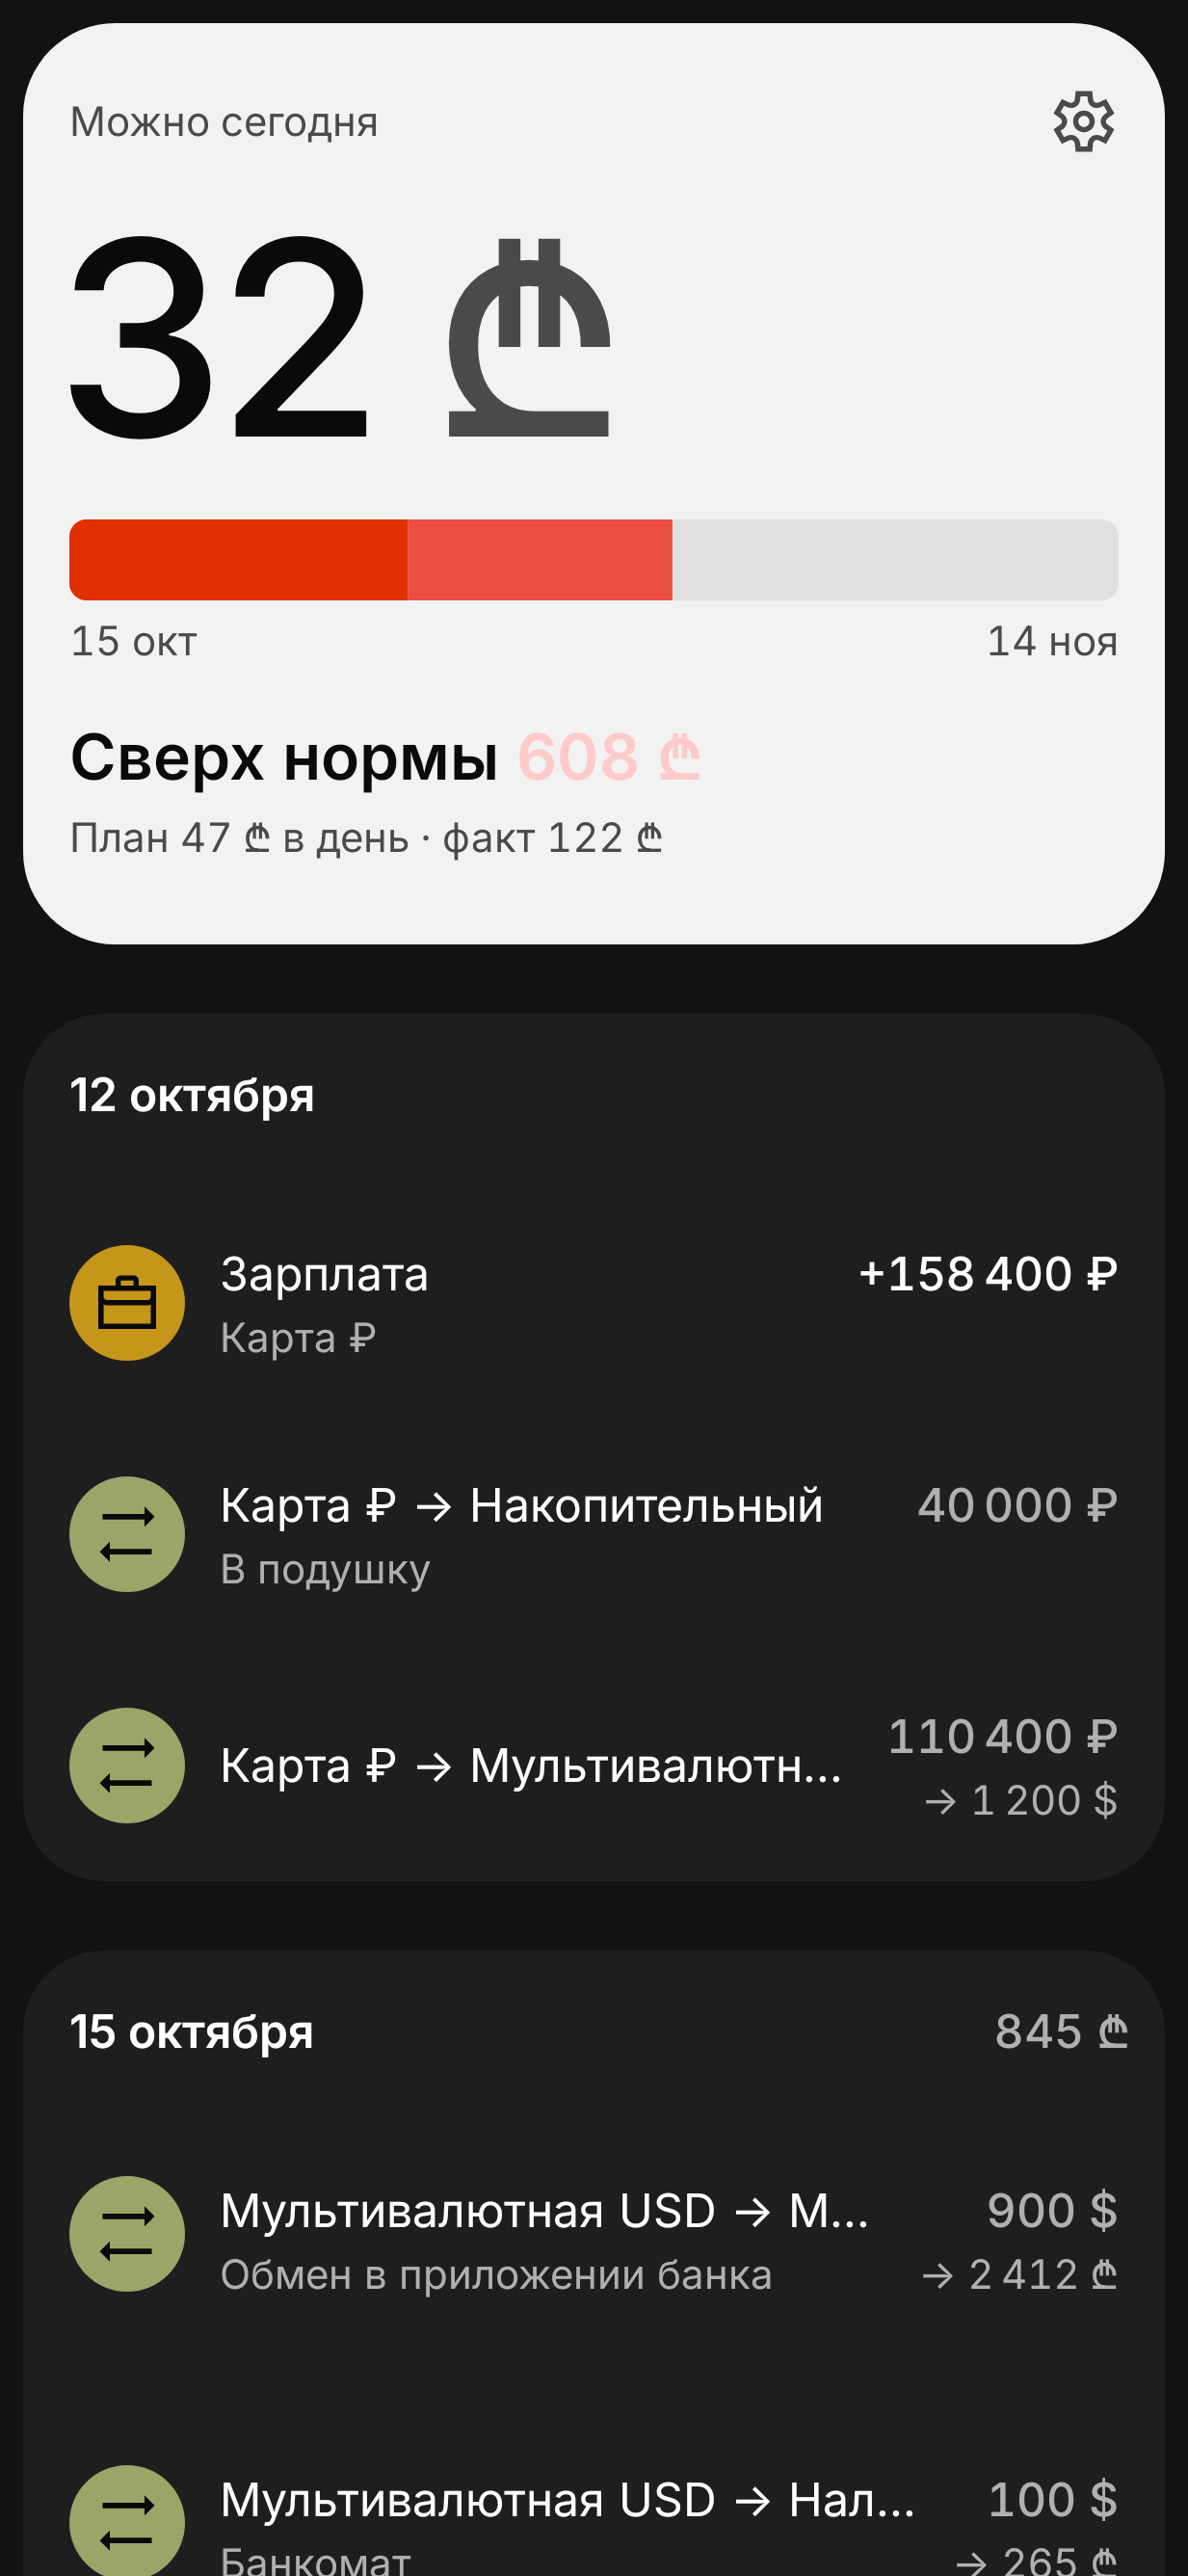 Можно сегодня
32 ₾
15 окт 14 ноя
Сверх нормы 608 ₾
План 47 ₾ в день · факт 122 ₾
12 октября
Зарплата +158 400 ₽
Карта ₽
Карта ₽ → Накопительный 40 000 ₽
В подушку
Карта ₽ → Мультивалютн... 110 400 ₽
→ 1 200 $
15 октября 845 ₾
Мультивалютная USD → М... 900 $
Обмен в приложении банка → 2 412 ₾
Мультивалютная USD → Нал... 100 $
Банкомат → 265 ₾